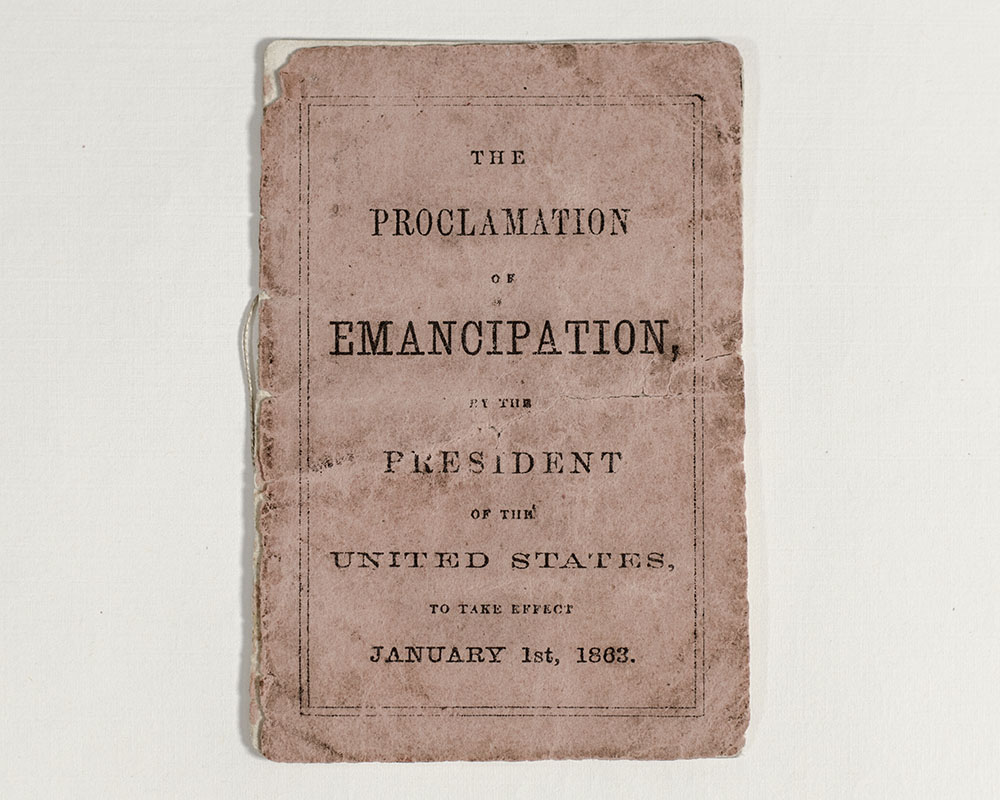 THE
PROCLAMATION
OF
EMANCIPATION,
BY THE
PRESIDENT
OF THE
UNITED STATES,
TO TAKE EFFECT
JANUARY 1st, 1863.